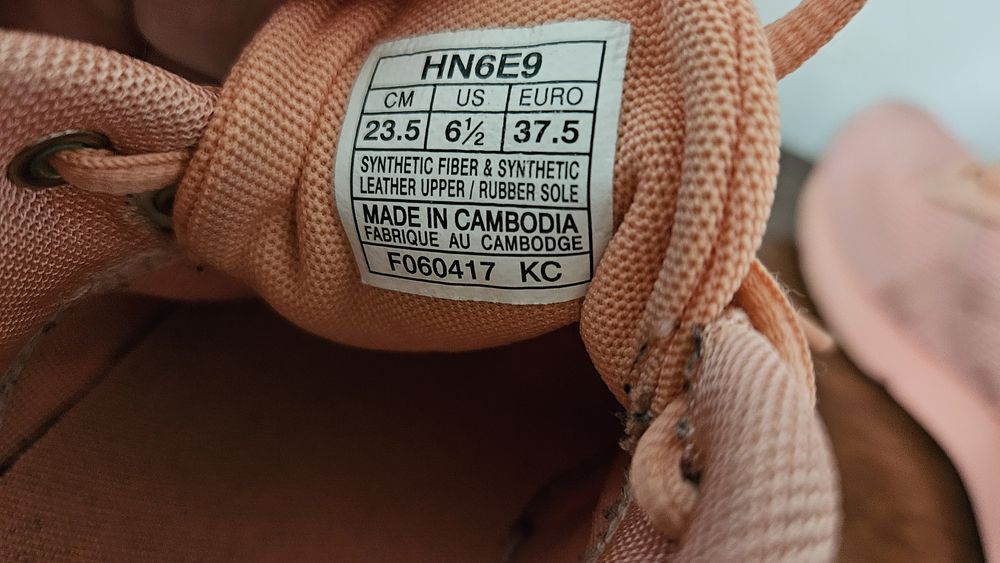 HN6E9
CM US EURO
23.5 6½ 37.5
SYNTHETIC FIBER & SYNTHETIC
LEATHER UPPER / RUBBER SOLE
MADE IN CAMBODIA
FABRIQUE AU CAMBODGE
F060417 KC